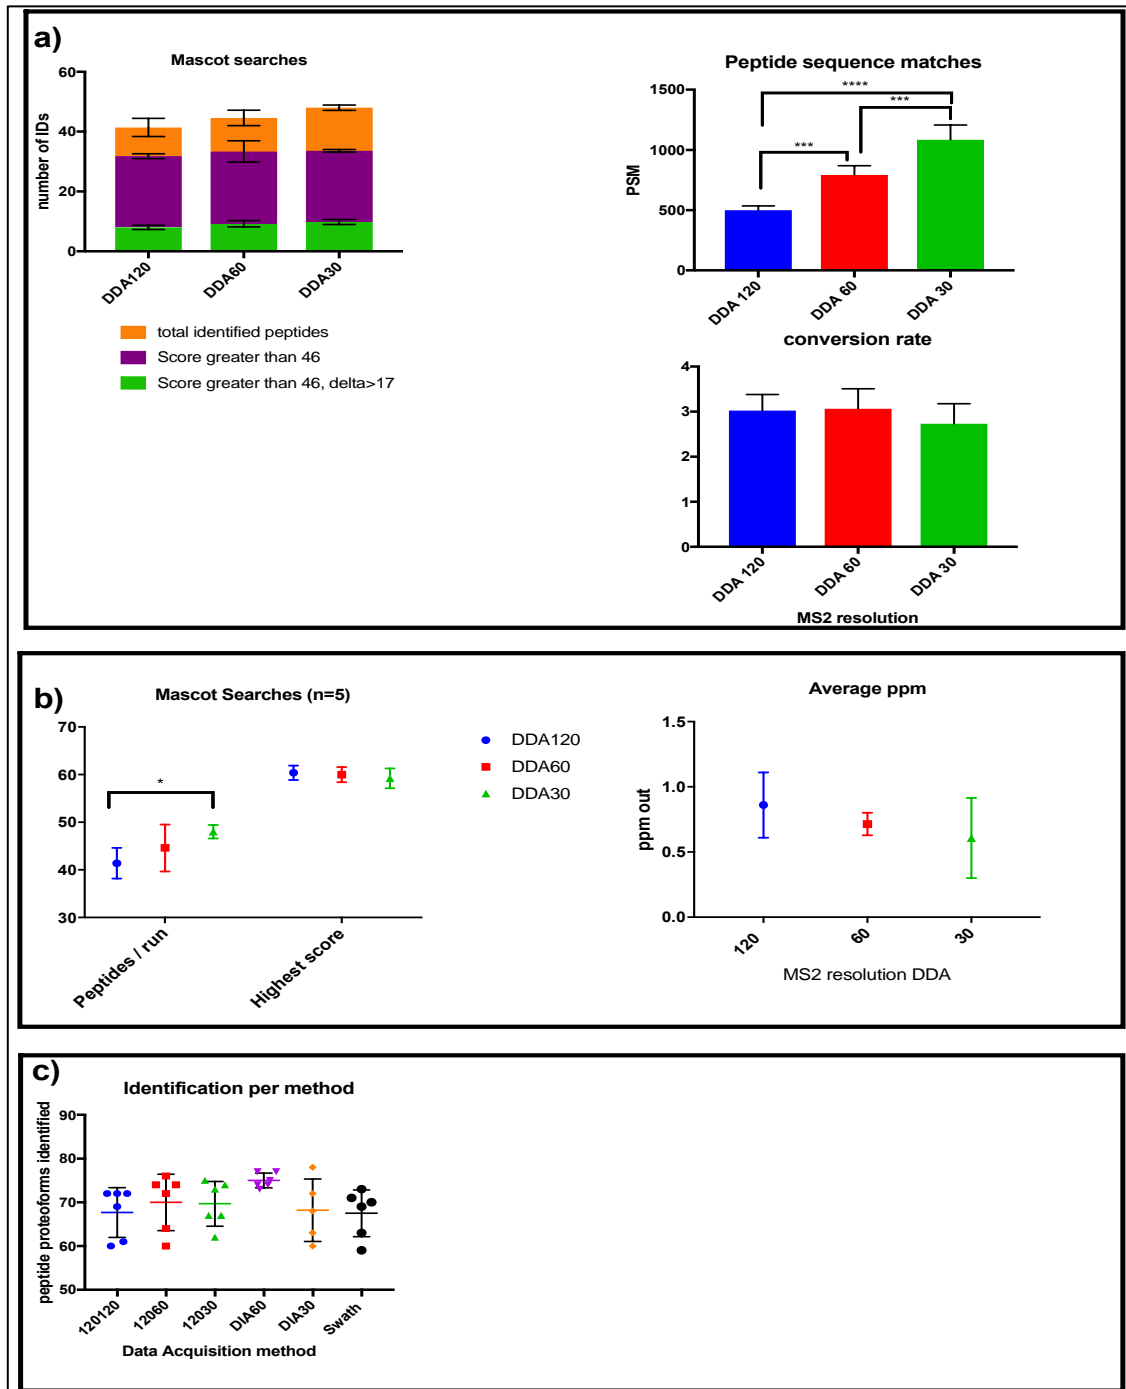 a)
Mascot searches
number of IDs
60
40
20
0
DDA120
DDA60
DDA30
total identified peptides
Score greater than 46
Score greater than 46, delta>17
Peptide sequence matches
PSM
1500
1000
500
0
****
***
***
DDA 120
DDA 60
DDA 30
conversion rate
4
3
2
1
0
DDA 120
DDA 60
DDA 30
MS2 resolution
b)
Mascot Searches (n=5)
70
60
50
40
30
*
Peptides / run
Highest score
DDA120
DDA60
DDA30
Average ppm
ppm out
1.5
1.0
0.5
0.0
120
60
30
MS2 resolution DDA
c)
Identification per method
peptide proteoforms identified
90
80
70
60
50
120120
12060
12030
DIA60
DIA30
Swath
Data Acquisition method